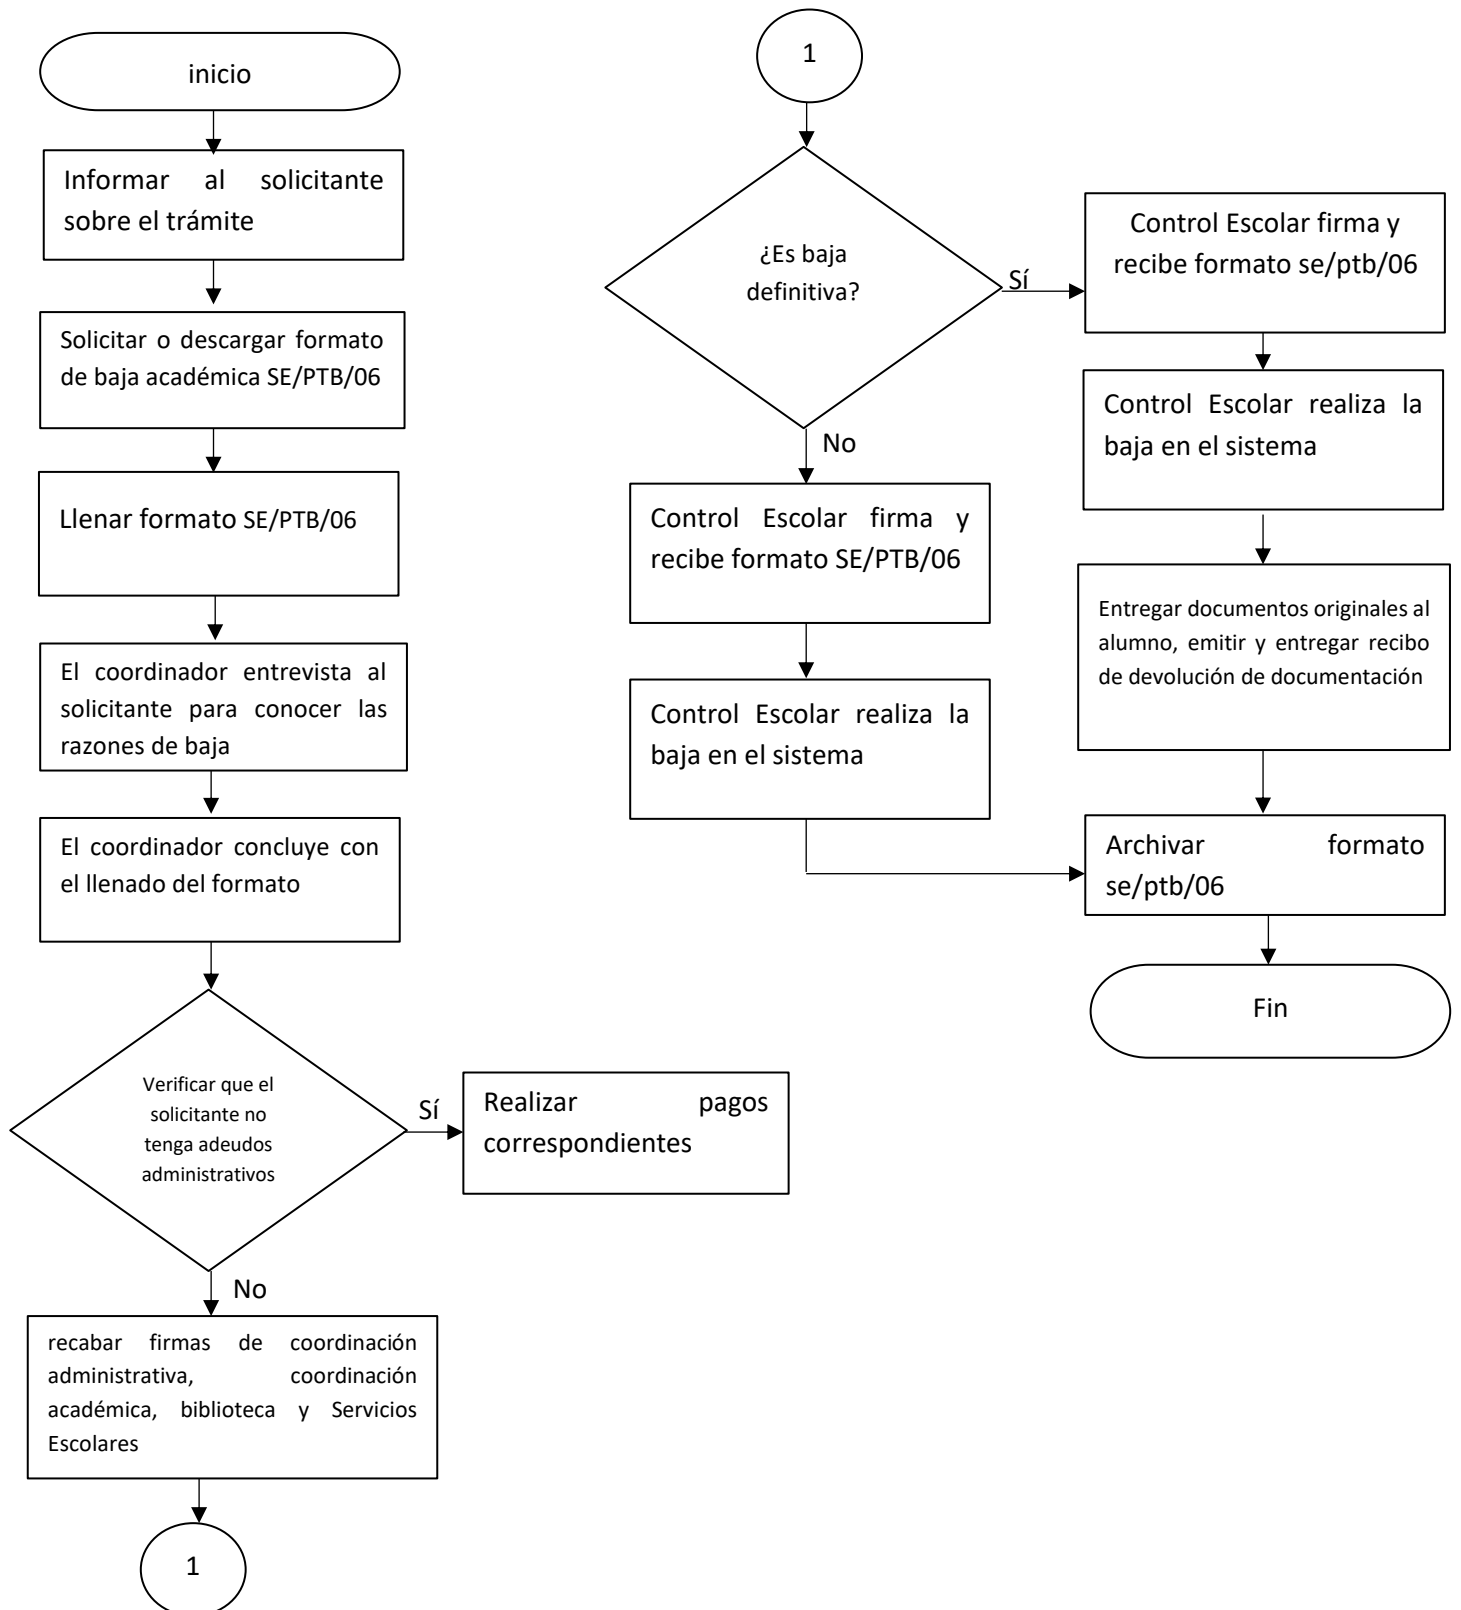 inicio
Informar al solicitante
sobre el trámite
Solicitar o descargar formato
de baja académica SE/PTB/06
Llenar formato SE/PTB/06
El coordinador entrevista al
solicitante para conocer las
razones de baja
El coordinador concluye con
el llenado del formato
Verificar que el
solicitante no
tenga adeudos
administrativos
Sí
Realizar pagos
correspondientes
No
recabar firmas de coordinación
administrativa, coordinación
académica, biblioteca y Servicios
Escolares
1
1
¿Es baja
definitiva?
Sí
Control Escolar firma y
recibe formato se/ptb/06
Control Escolar realiza la
baja en el sistema
Entregar documentos originales al
alumno, emitir y entregar recibo
de devolución de documentación
No
Control Escolar firma y
recibe formato SE/PTB/06
Control Escolar realiza la
baja en el sistema
Archivar formato
se/ptb/06
Fin